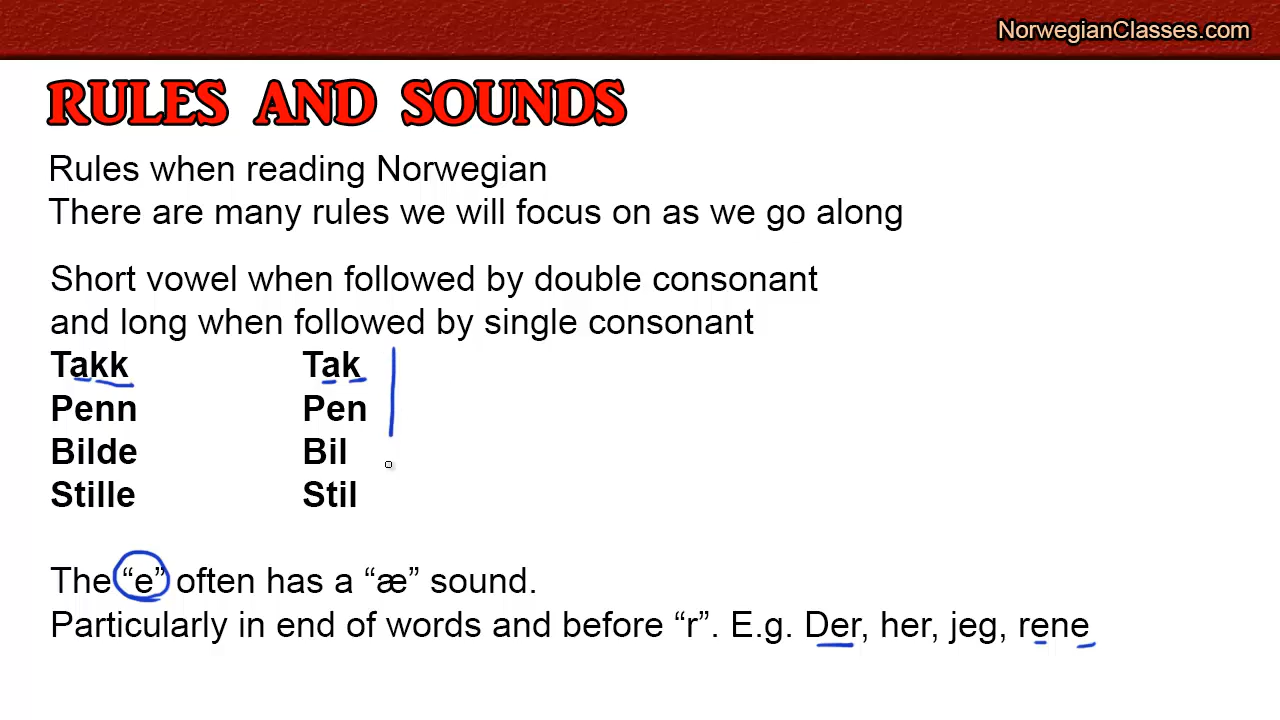 NorwegianClasses.com
RULES AND SOUNDS
Rules when reading Norwegian
There are many rules we will focus on as we go along
Short vowel when followed by double consonant
and long when followed by single consonant
Takk Tak
Penn Pen
Bilde Bil
Stille Stil
The “e” often has a “æ” sound.
Particularly in end of words and before “r”. E.g. Der, her, jeg, rene